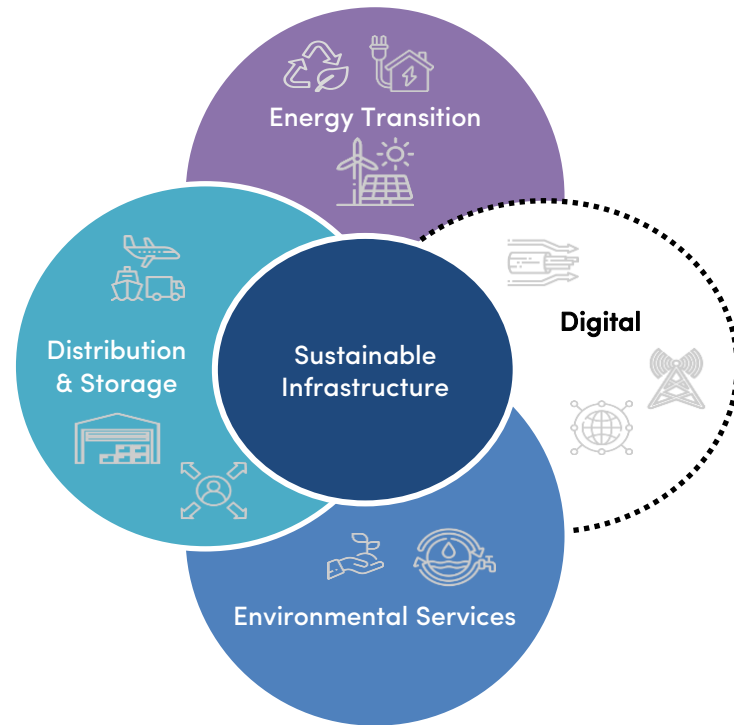 Energy Transition
Digital
Distribution
& Storage
Sustainable
Infrastructure
Environmental Services